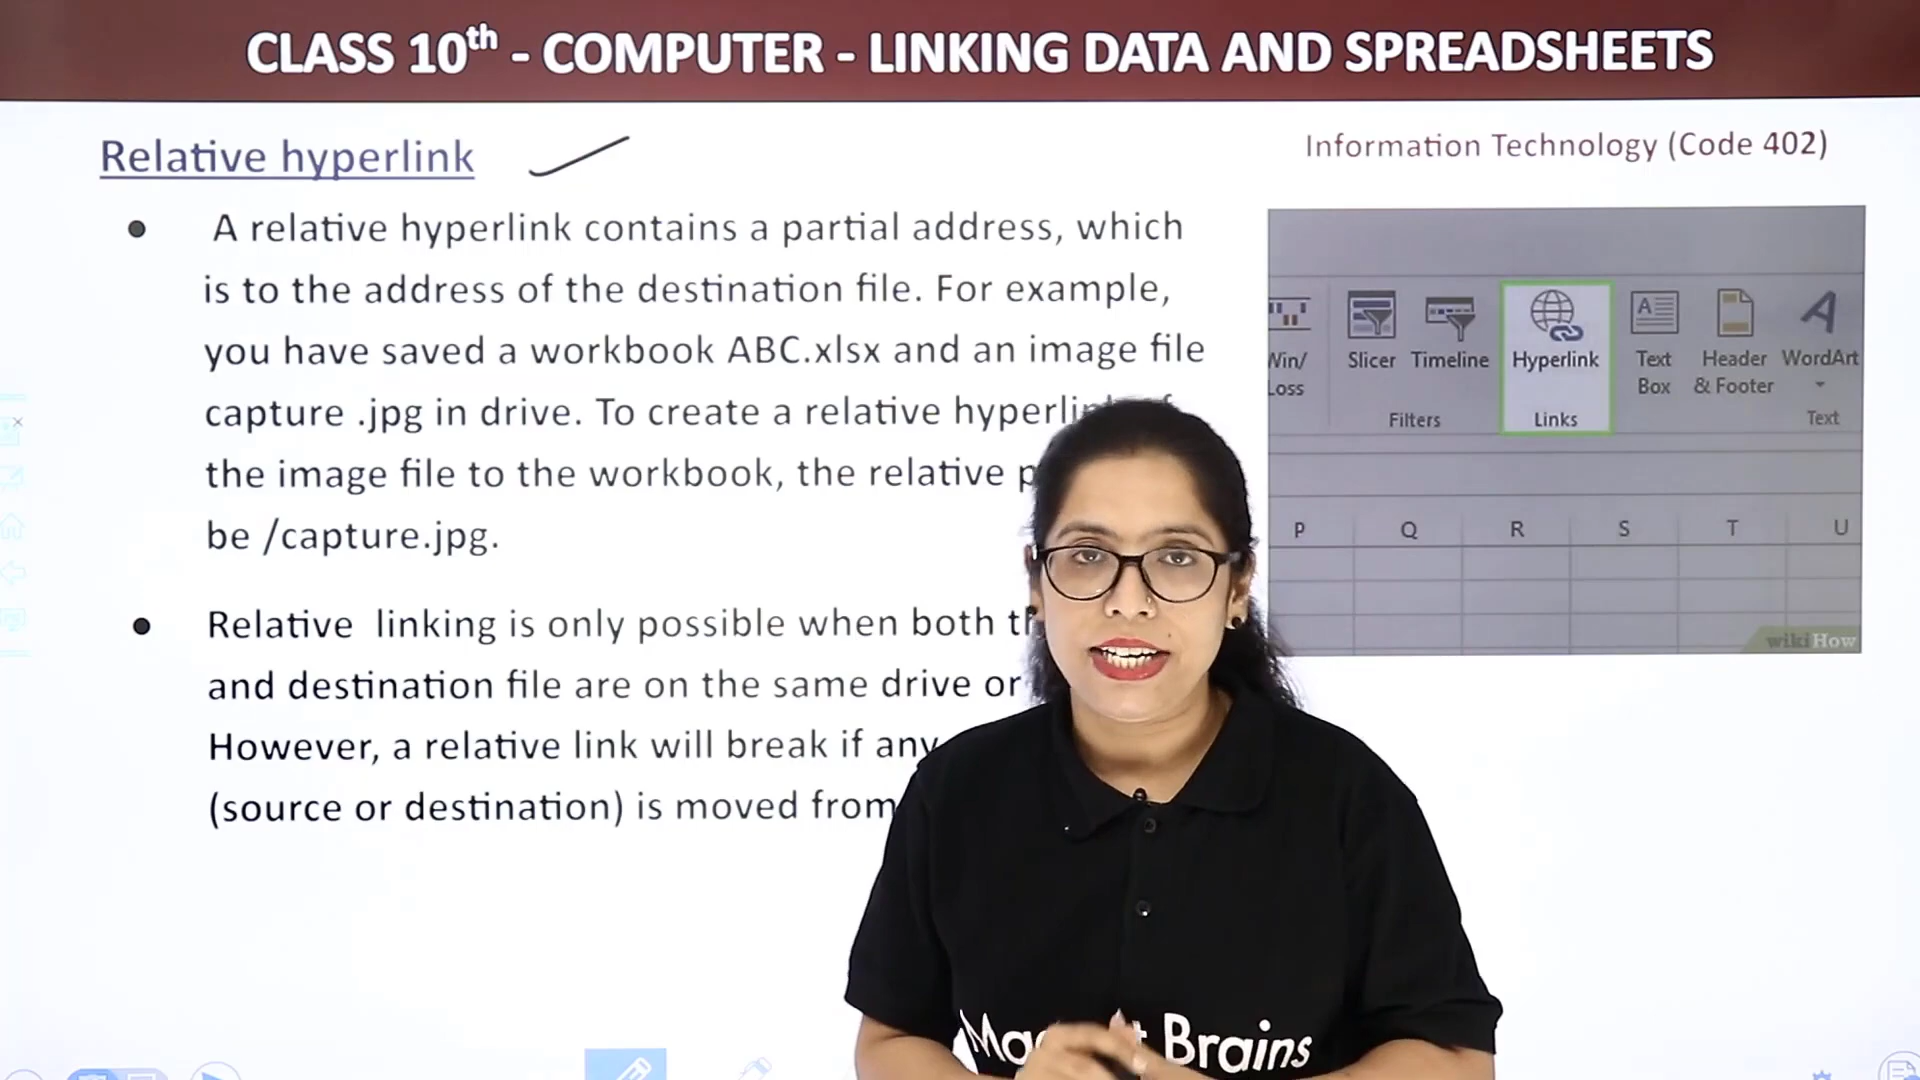 CLASS 10th - COMPUTER - LINKING DATA AND SPREADSHEETS
Relative hyperlink
Information Technology (Code 402)
A relative hyperlink contains a partial address, which
is to the address of the destination file. For example,
you have saved a workbook ABC.xlsx and an image file
capture .jpg in drive. To create a relative
the image file to the workbook, the relative
be /capture.jpg.
Relative linking is only possible when both
and destination file are on the same drive or
However, a relative link will break if any
(source or destination) is moved from
Win/
Loss
Slicer
Timeline
Filters
Hyperlink
Links
Text
Box
Header
& Footer
WordArt
Text
P Q R S T U
wikiHow
Brains